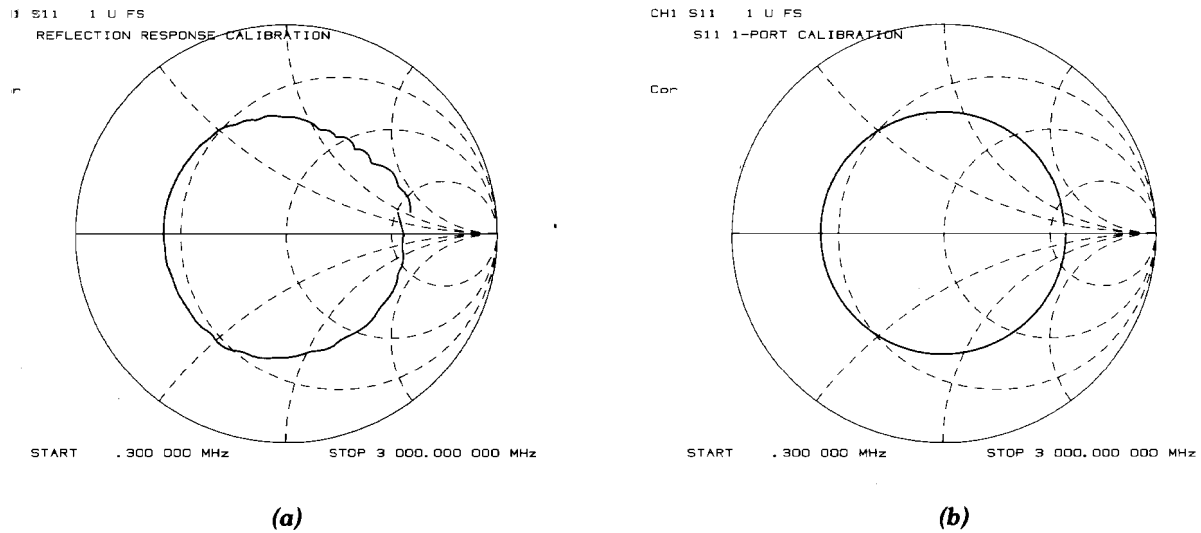 S11 1 U FS
REFLECTION RESPONSE CALIBRATION
START .300 000 MHz STOP 3 000.000 000 MHz
(a)
CH1 S11 1 U FS
S11 1-PORT CALIBRATION
Cor
START .300 000 MHz STOP 3 000.000 000 MHz
(b)